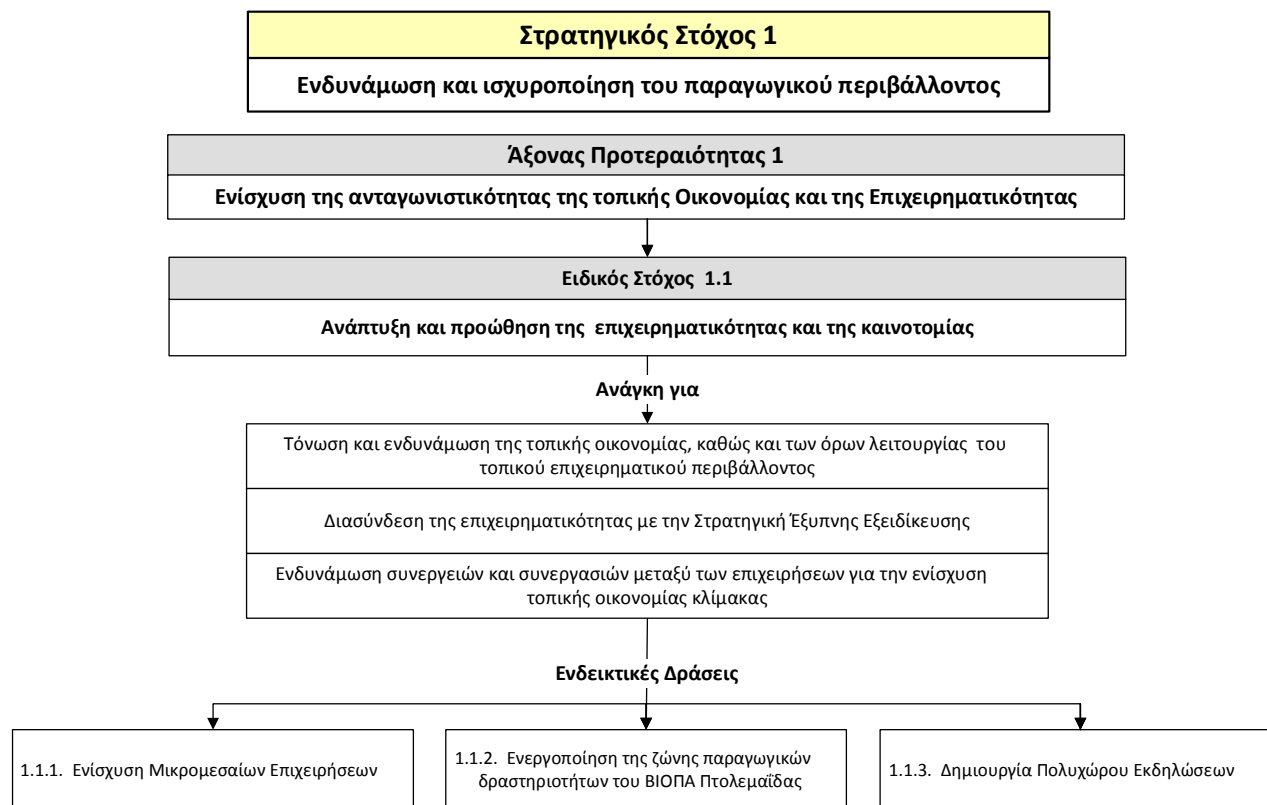 Στρατηγικός Στόχος 1
Ενδυνάμωση και ισχυροποίηση του παραγωγικού περιβάλλοντος
Άξονας Προτεραιότητας 1
Ενίσχυση της ανταγωνιστικότητας της τοπικής Οικονομίας και της Επιχειρηματικότητας
Ειδικός Στόχος 1.1
Ανάπτυξη και προώθηση της επιχειρηματικότητας και της καινοτομίας
Ανάγκη για
Τόνωση και ενδυνάμωση της τοπικής οικονομίας, καθώς και των όρων λειτουργίας του
τοπικού επιχειρηματικού περιβάλλοντος
Διασύνδεση της επιχειρηματικότητας με την Στρατηγική Έξυπνης Εξειδίκευσης
Ενδυνάμωση συνεργειών και συνεργασιών μεταξύ των επιχειρήσεων για την ενίσχυση
τοπικής οικονομίας κλίμακας
Ενδεικτικές Δράσεις
1.1.1. Ενίσχυση Μικρομεσαίων Επιχειρήσεων
1.1.2. Ενεργοποίηση της ζώνης παραγωγικών
δραστηριοτήτων του ΒΙΟΠΑ Πτολεμαΐδας
1.1.3. Δημιουργία Πολυχώρου Εκδηλώσεων